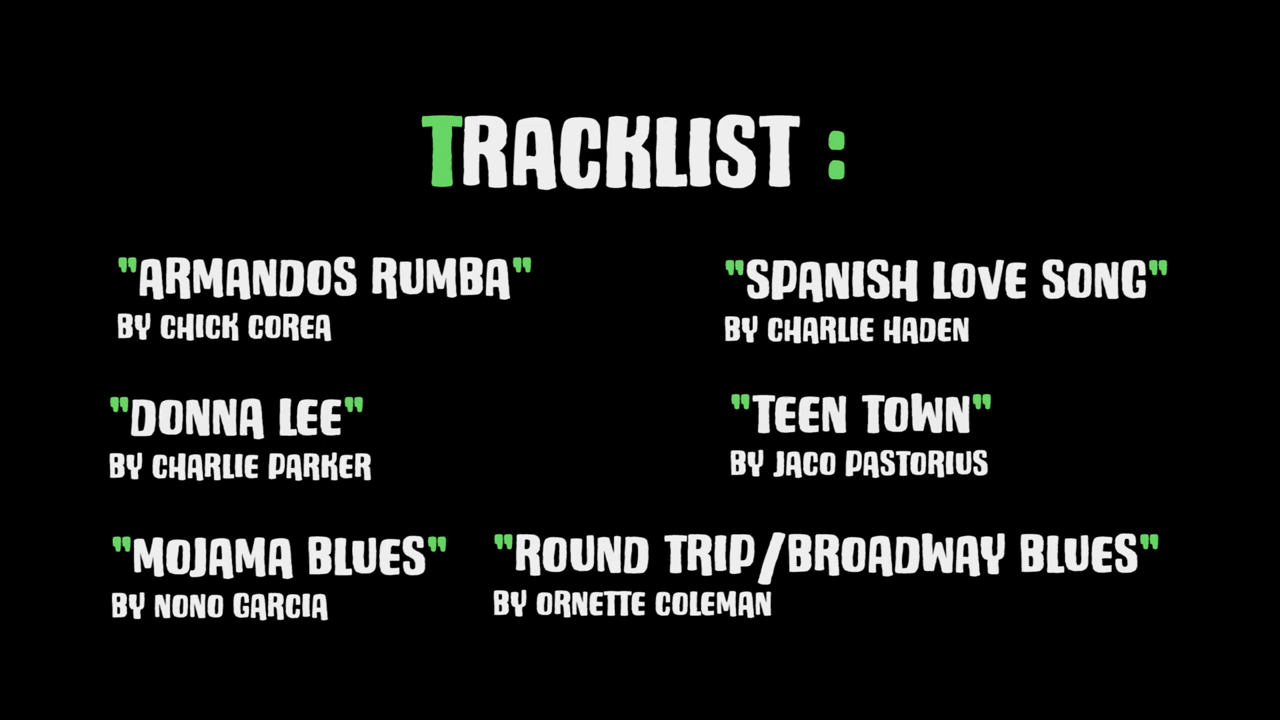 TRACKLIST :
"ARMANDOS RUMBA"
BY CHICK COREA
"SPANISH LOVE SONG"
BY CHARLIE HADEN
"DONNA LEE"
BY CHARLIE PARKER
"TEEN TOWN"
BY JACO PASTORIUS
"MOJAMA BLUES"
BY NONO GARCIA
"ROUND TRIP/BROADWAY BLUES"
BY ORNETTE COLEMAN